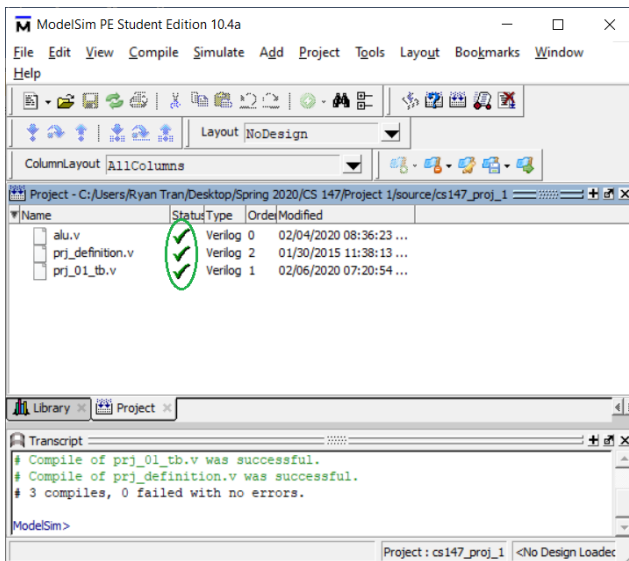 ModelSim PE Student Edition 10.4a
File Edit View Compile Simulate Add Project Tools Layout Bookmarks Window
Help
Layout NoDesign
ColumnLayout AllColumns
Project - C:/Users/Ryan Tran/Desktop/Spring 2020/CS 147/Project 1/source/cs147_proj_1
Name Status Type Order Modified
alu.v Verilog 0 02/04/2020 08:36:23 ...
prj_definition.v Verilog 2 01/30/2015 11:38:13 ...
prj_01_tb.v Verilog 1 02/06/2020 07:20:54 ...
Library Project
Transcript
# Compile of prj_01_tb.v was successful.
# Compile of prj_definition.v was successful.
# 3 compiles, 0 failed with no errors.
ModelSim>
Project : cs147_proj_1 <No Design Loaded